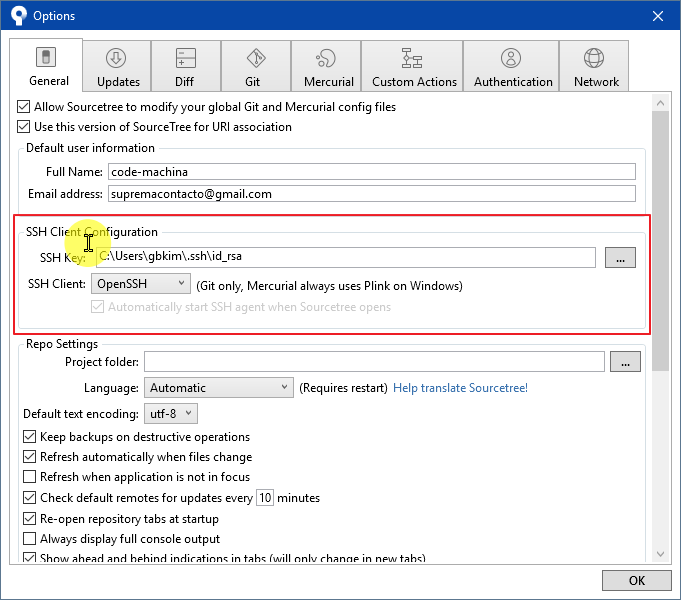 Options
General Updates Diff Git Mercurial Custom Actions Authentication Network
Allow Sourcetree to modify your global Git and Mercurial config files
Use this version of SourceTree for URI association
Default user information
Full Name: code-machina
Email address: supremacontacto@gmail.com
SSH Client Configuration
SSH Key: C:\Users\gbkim\.ssh\id_rsa ...
SSH Client: OpenSSH (Git only, Mercurial always uses Plink on Windows)
Automatically start SSH agent when Sourcetree opens
Repo Settings
Project folder: ...
Language: Automatic (Requires restart) Help translate Sourcetree!
Default text encoding: utf-8
Keep backups on destructive operations
Refresh automatically when files change
Refresh when application is not in focus
Check default remotes for updates every 10 minutes
Re-open repository tabs at startup
Always display full console output
Show ahead and behind indications in tabs (will only change in new tabs)
OK